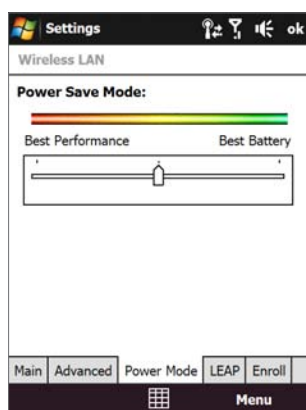 Settings ok
Wireless LAN
Power Save Mode:
Best Performance Best Battery
Main Advanced Power Mode LEAP Enroll
Menu